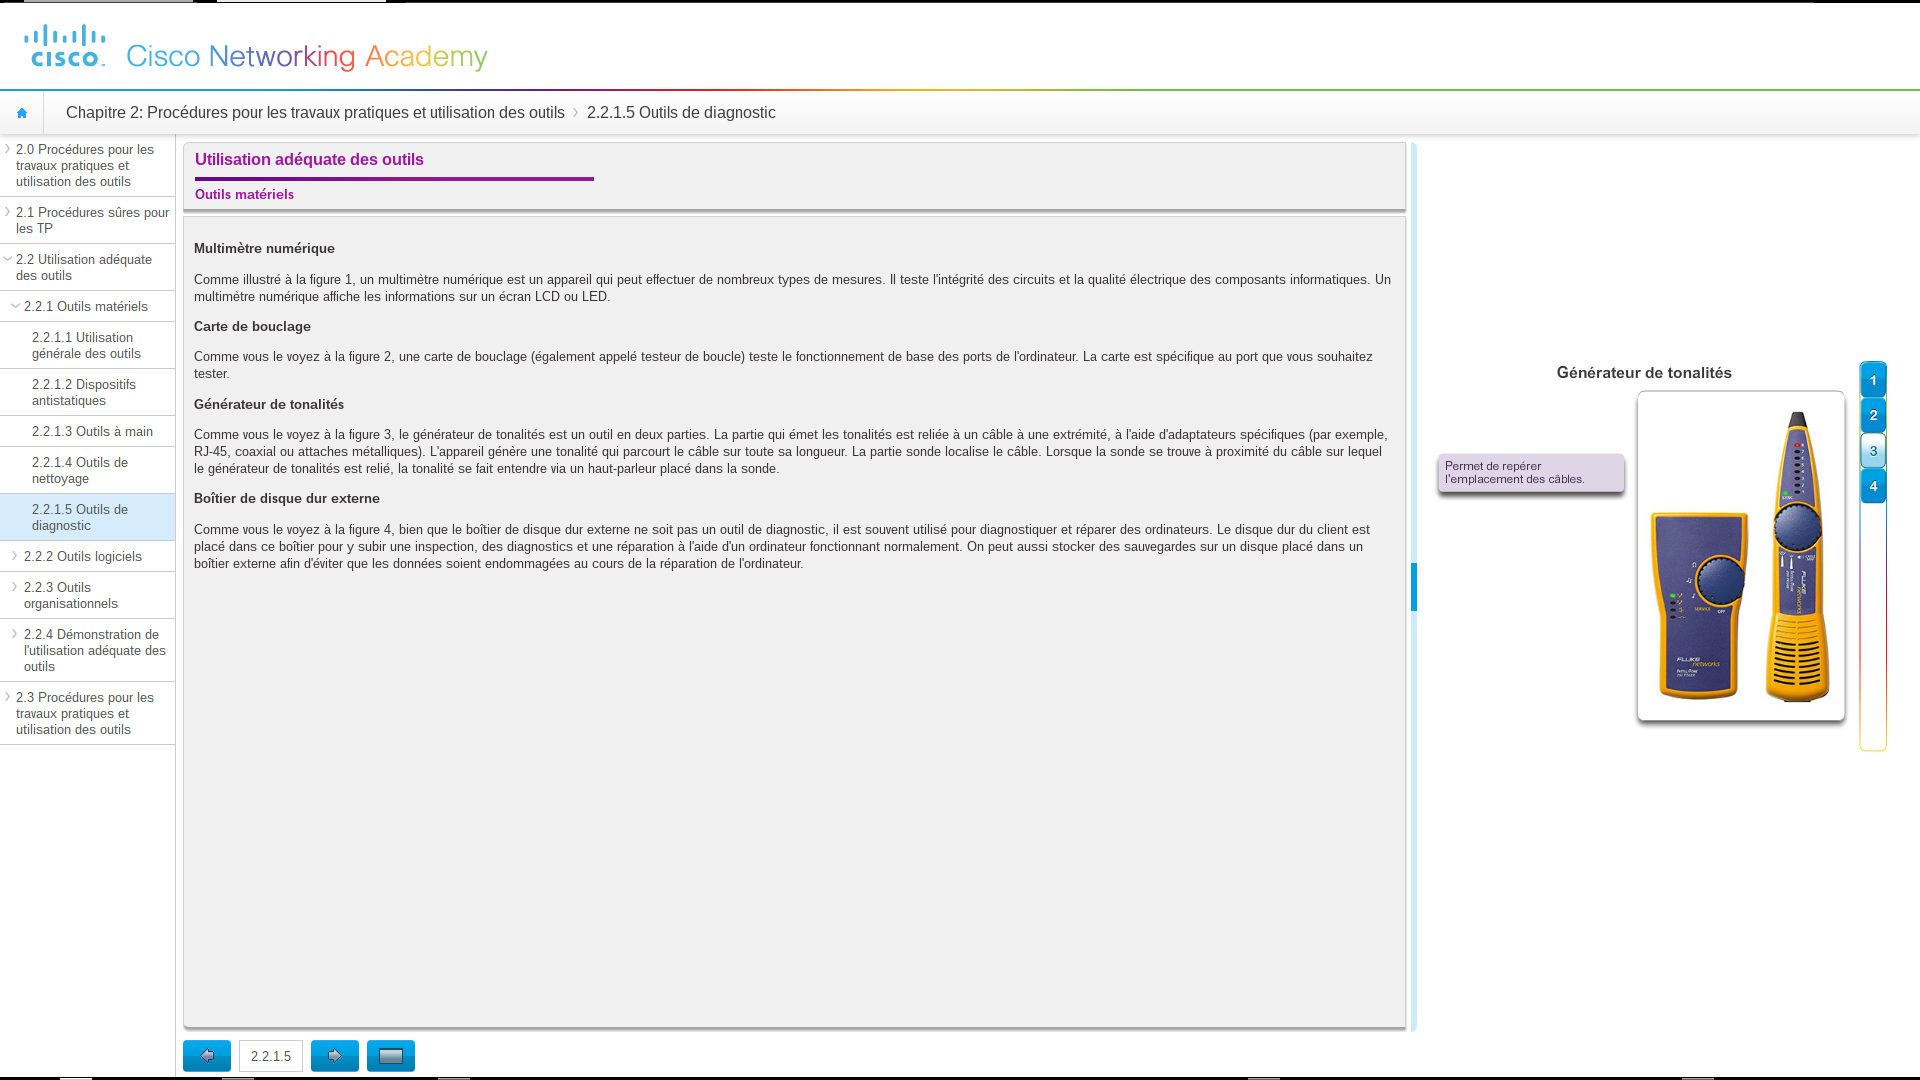 cisco
Cisco Networking Academy
Chapitre 2: Procédures pour les travaux pratiques et utilisation des outils
2.2.1.5 Outils de diagnostic
2.0 Procédures pour les
travaux pratiques et
utilisation des outils
2.1 Procédures sûres pour
les TP
2.2 Utilisation adéquate
des outils
2.2.1 Outils matériels
2.2.1.1 Utilisation
générale des outils
2.2.1.2 Dispositifs
antistatiques
2.2.1.3 Outils à main
2.2.1.4 Outils de
nettoyage
2.2.1.5 Outils de
diagnostic
2.2.2 Outils logiciels
2.2.3 Outils
organisationnels
2.2.4 Démonstration de
l'utilisation adéquate des
outils
2.3 Procédures pour les
travaux pratiques et
utilisation des outils
Utilisation adéquate des outils
Outils matériels
Multimètre numérique
Comme illustré à la figure 1, un multimètre numérique est un appareil qui peut effectuer de nombreux types de mesures. Il teste l'intégrité des circuits et la qualité électrique des composants informatiques. Un
multimètre numérique affiche les informations sur un écran LCD ou LED.
Carte de bouclage
Comme vous le voyez à la figure 2, une carte de bouclage (également appelé testeur de boucle) teste le fonctionnement de base des ports de l'ordinateur. La carte est spécifique au port que vous souhaitez
tester.
Générateur de tonalités
Comme vous le voyez à la figure 3, le générateur de tonalités est un outil en deux parties. La partie qui émet les tonalités est reliée à un câble à une extrémité, à l'aide d'adaptateurs spécifiques (par exemple,
RJ-45, coaxial ou attaches métalliques). L'appareil génère une tonalité qui parcourt le câble sur toute sa longueur. La partie sonde localise le câble. Lorsque la sonde se trouve à proximité du câble sur lequel
le générateur de tonalités est relié, la tonalité se fait entendre via un haut-parleur placé dans la sonde.
Boîtier de disque dur externe
Comme vous le voyez à la figure 4, bien que le boîtier de disque dur externe ne soit pas un outil de diagnostic, il est souvent utilisé pour diagnostiquer et réparer des ordinateurs. Le disque dur du client est
placé dans ce boîtier pour y subir une inspection, des diagnostics et une réparation à l'aide d'un ordinateur fonctionnant normalement. On peut aussi stocker des sauvegardes sur un disque placé dans un
boîtier externe afin d'éviter que les données soient endommagées au cours de la réparation de l'ordinateur.
2.2.1.5
Générateur de tonalités
Permet de repérer
l'emplacement des câbles.
SERVICE OFF
FLUKE
networks
FLUKE
networks
1
2
3
4